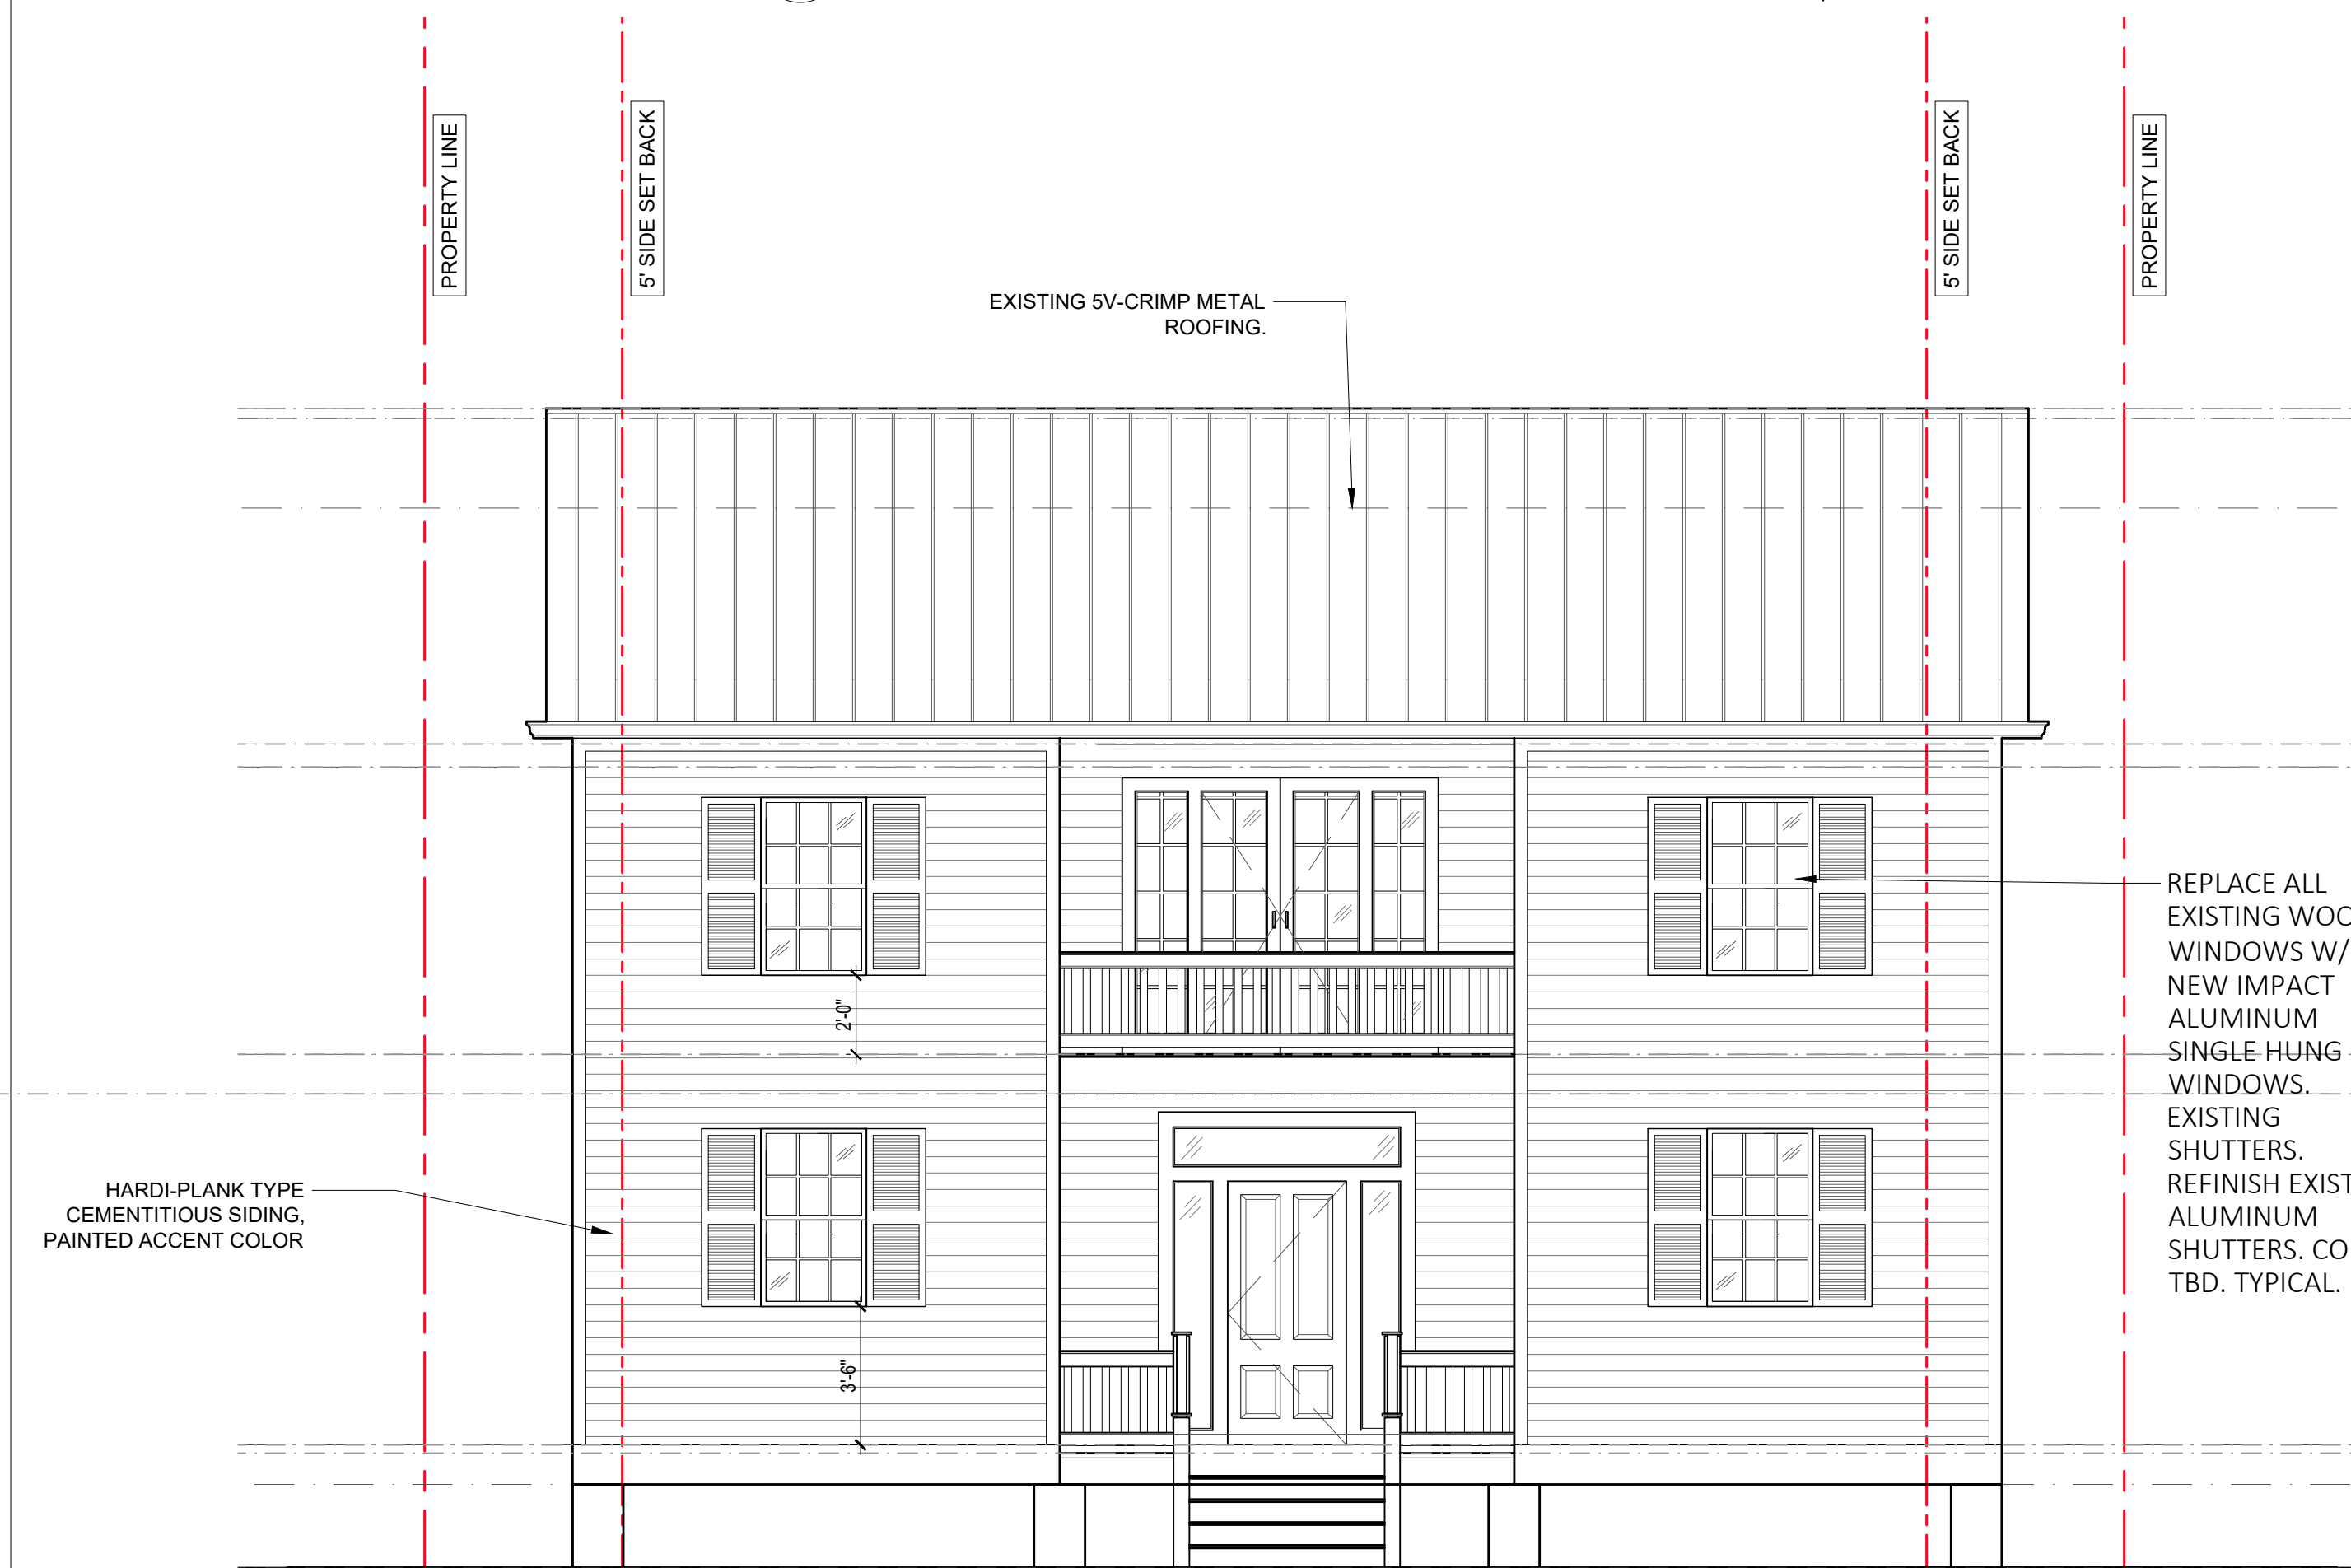 PROPERTY LINE
5' SIDE SET BACK
5' SIDE SET BACK
PROPERTY LINE
EXISTING 5V-CRIMP METAL
ROOFING.
REPLACE ALL
EXISTING
WINDOWS W/
NEW IMPACT
ALUMINUM
SINGLE HUNG
WINDOWS.
EXISTING
SHUTTERS.
REFINISH
ALUMINUM
SHUTTERS.
TBD. TYPICAL.
2'-0"
HARDI-PLANK TYPE
CEMENTITIOUS SIDING,
PAINTED ACCENT COLOR
3'-6"